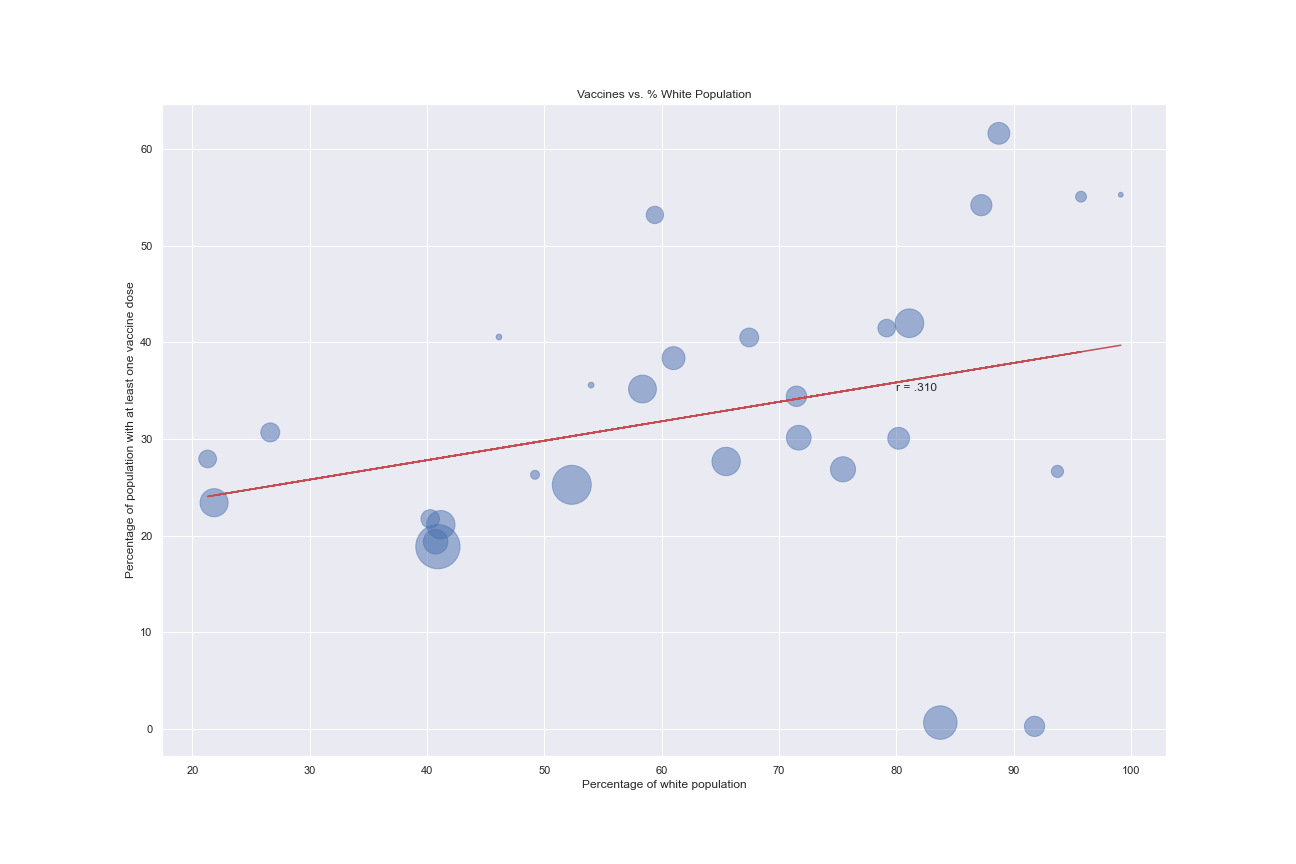 Vaccines vs. % White Population
Percentage of population with at least one vaccine dose
60
50
40
30
20
10
0
r = .310
20 30 40 50 60 70 80 90 100
Percentage of white population